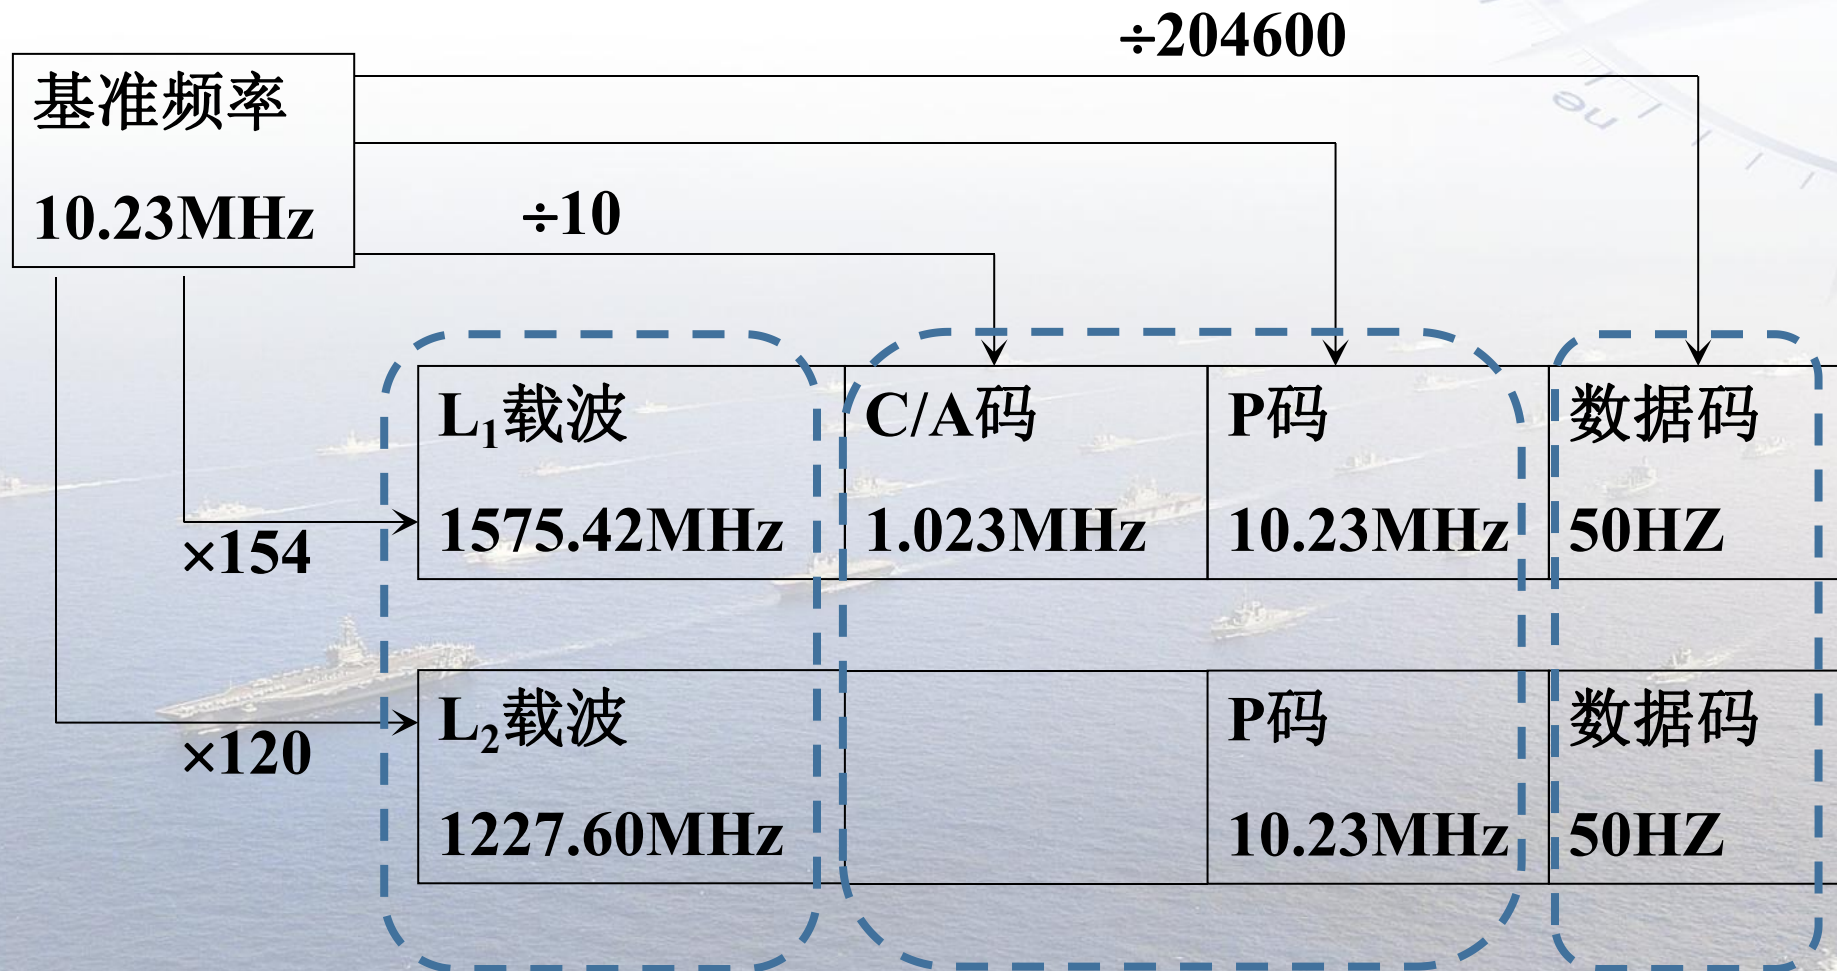 ÷204600
基准频率
10.23MHz
÷10
L₁载波
C/A码
P码
数据码
1575.42MHz
1.023MHz
10.23MHz
50HZ
×154
L₂载波
P码
数据码
×120
1227.60MHz
10.23MHz
50HZ
ne